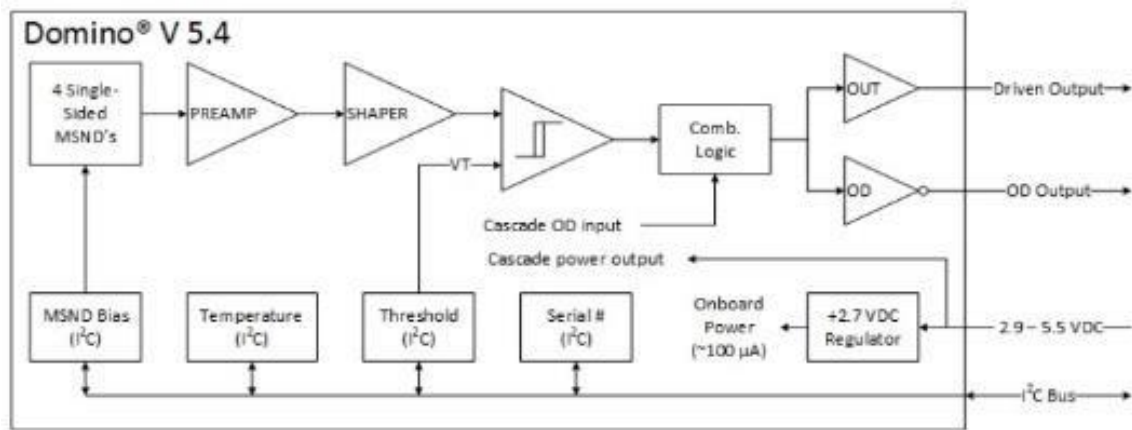 Domino® V 5.4
4 Single-
Sided
MSND's
PREAMP
SHAPER
VT
Comb.
Logic
OUT
Driven Output
OD
OD Output
Cascade OD input
Cascade power output
MSND Bias
(I²C)
Temperature
(I²C)
Threshold
(I²C)
Serial #
(I²C)
Onboard
Power
(~100 µA)
+2.7 VDC
Regulator
2.9 – 5.5 VDC
I²C Bus